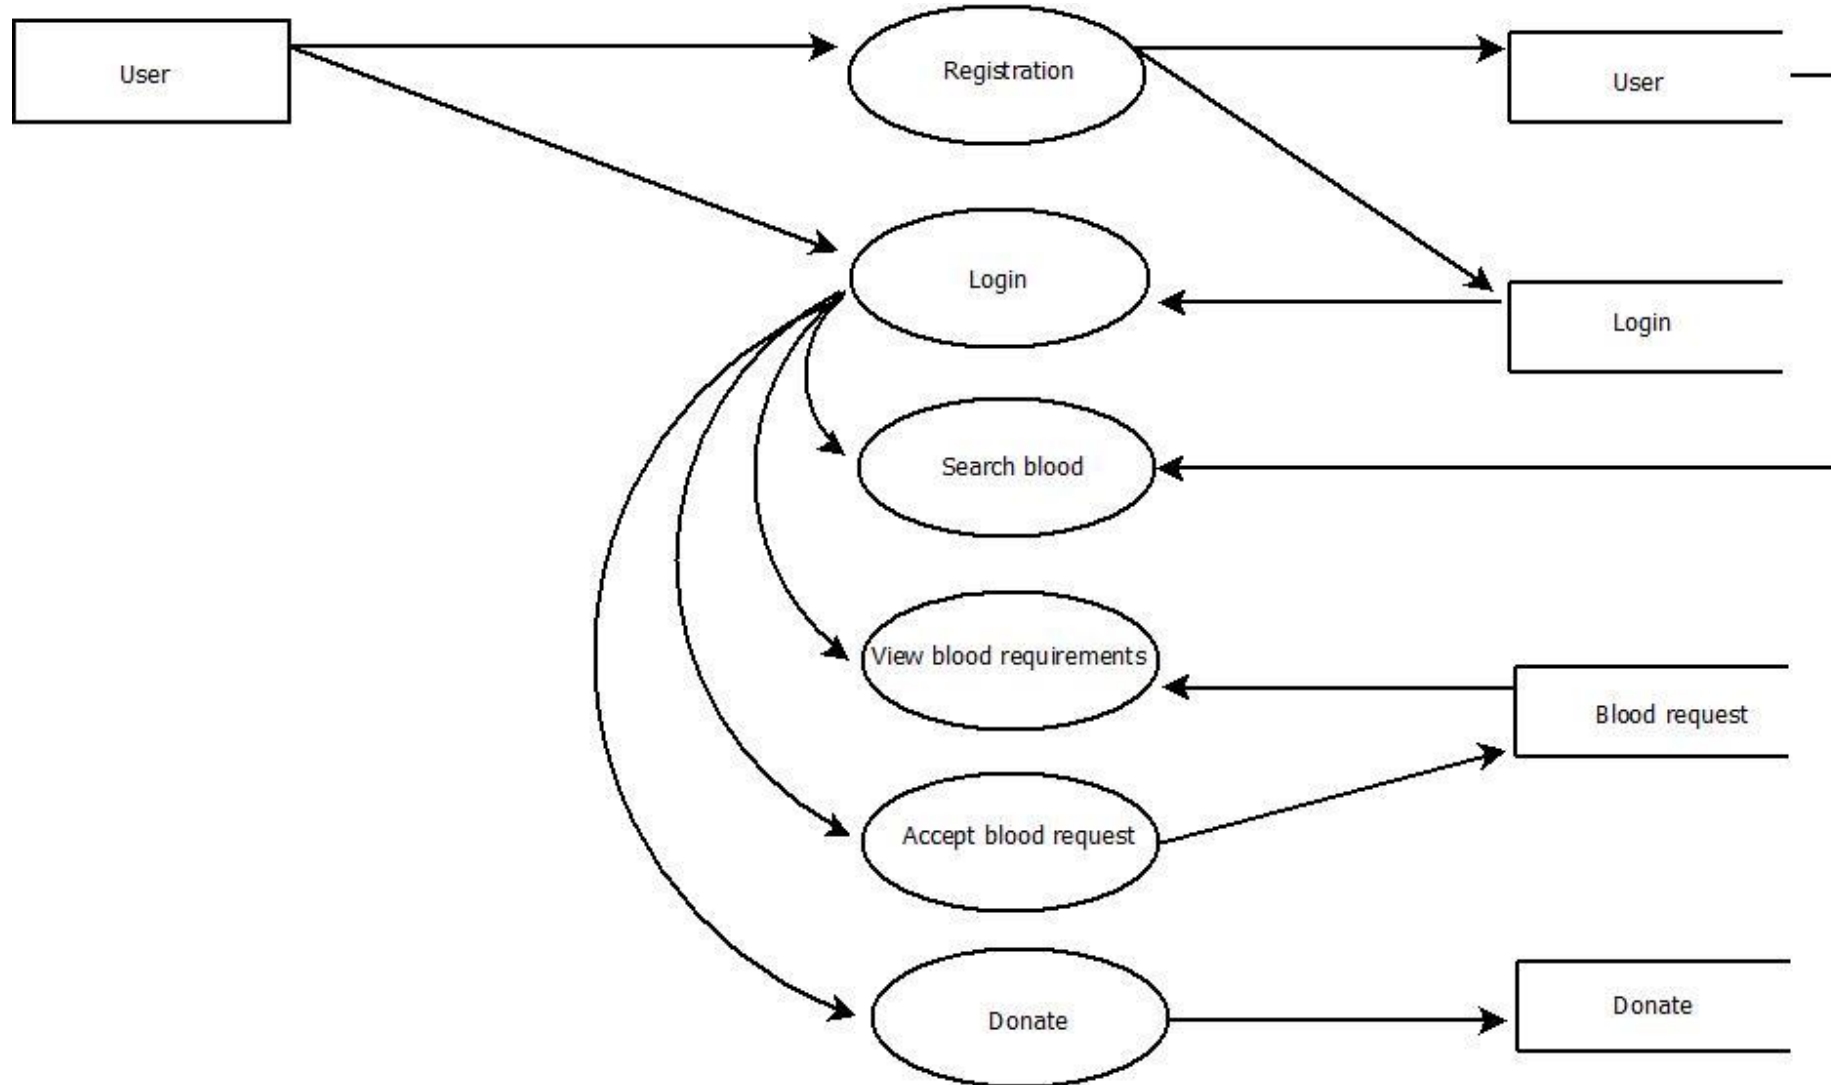 User
Registration
User
Login
Login
Search blood
View blood requirements
Blood request
Accept blood request
Donate
Donate